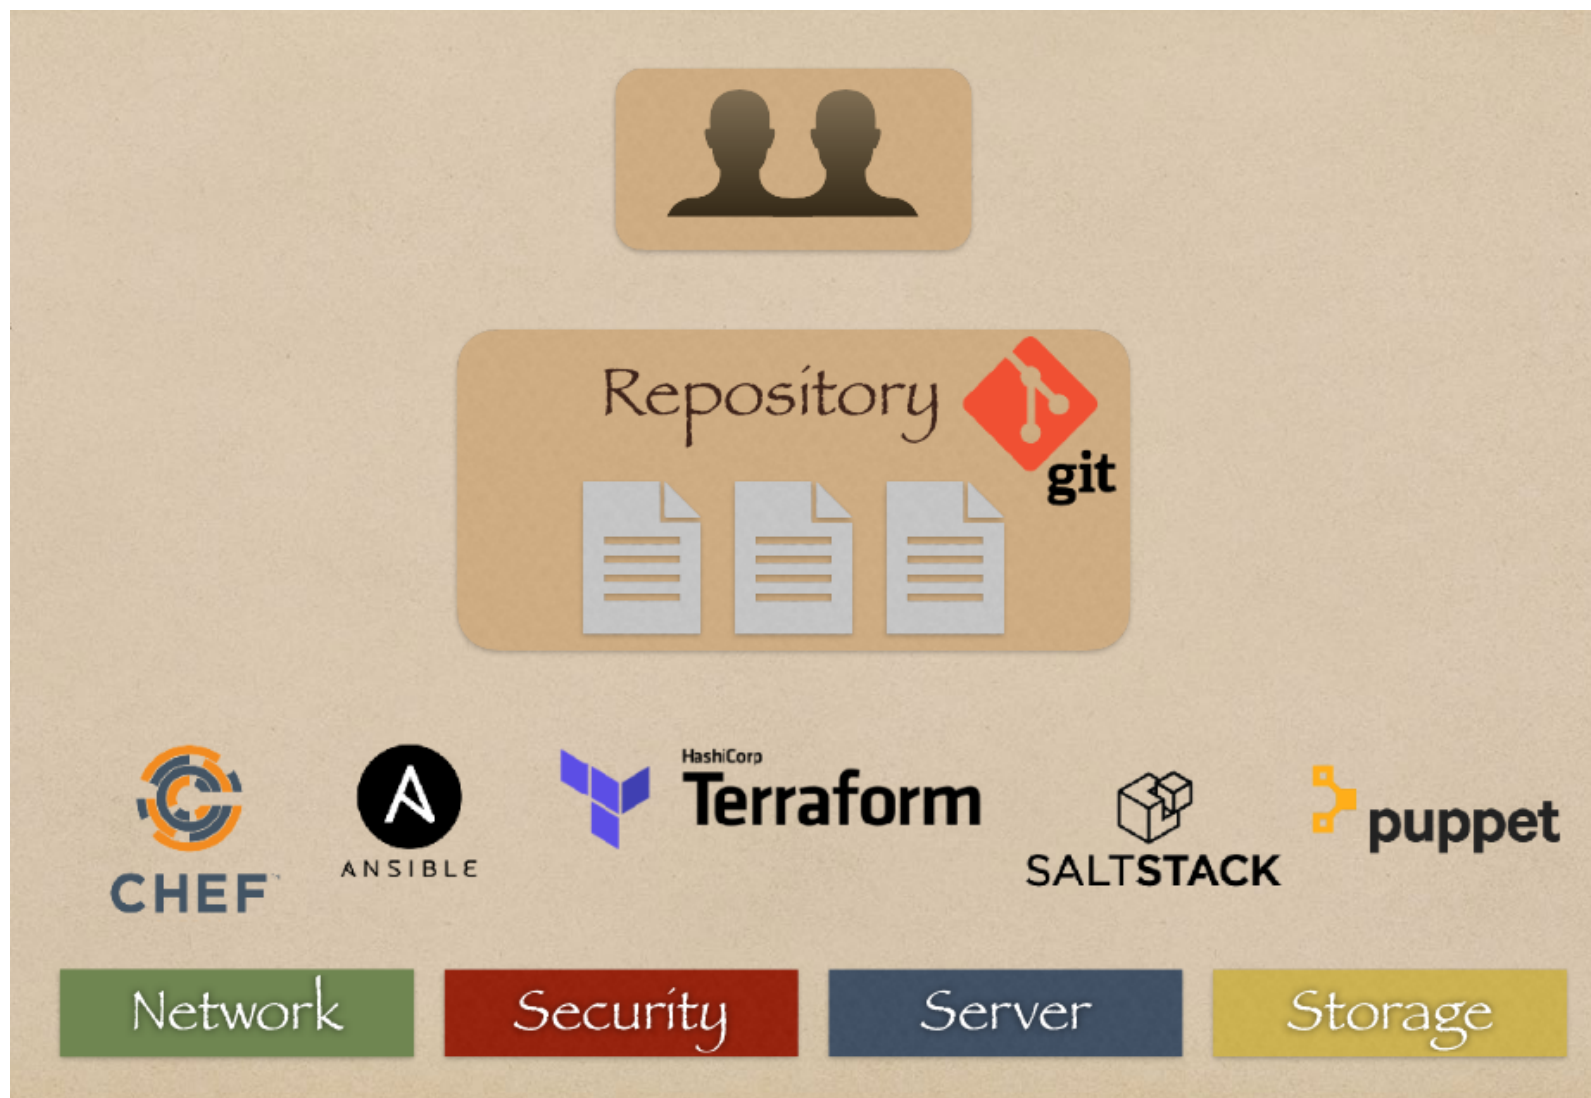 Repository
git
HashiCorp
Terraform
CHEF
ANSIBLE
SALTSTACK
puppet
Network
Security
Server
Storage